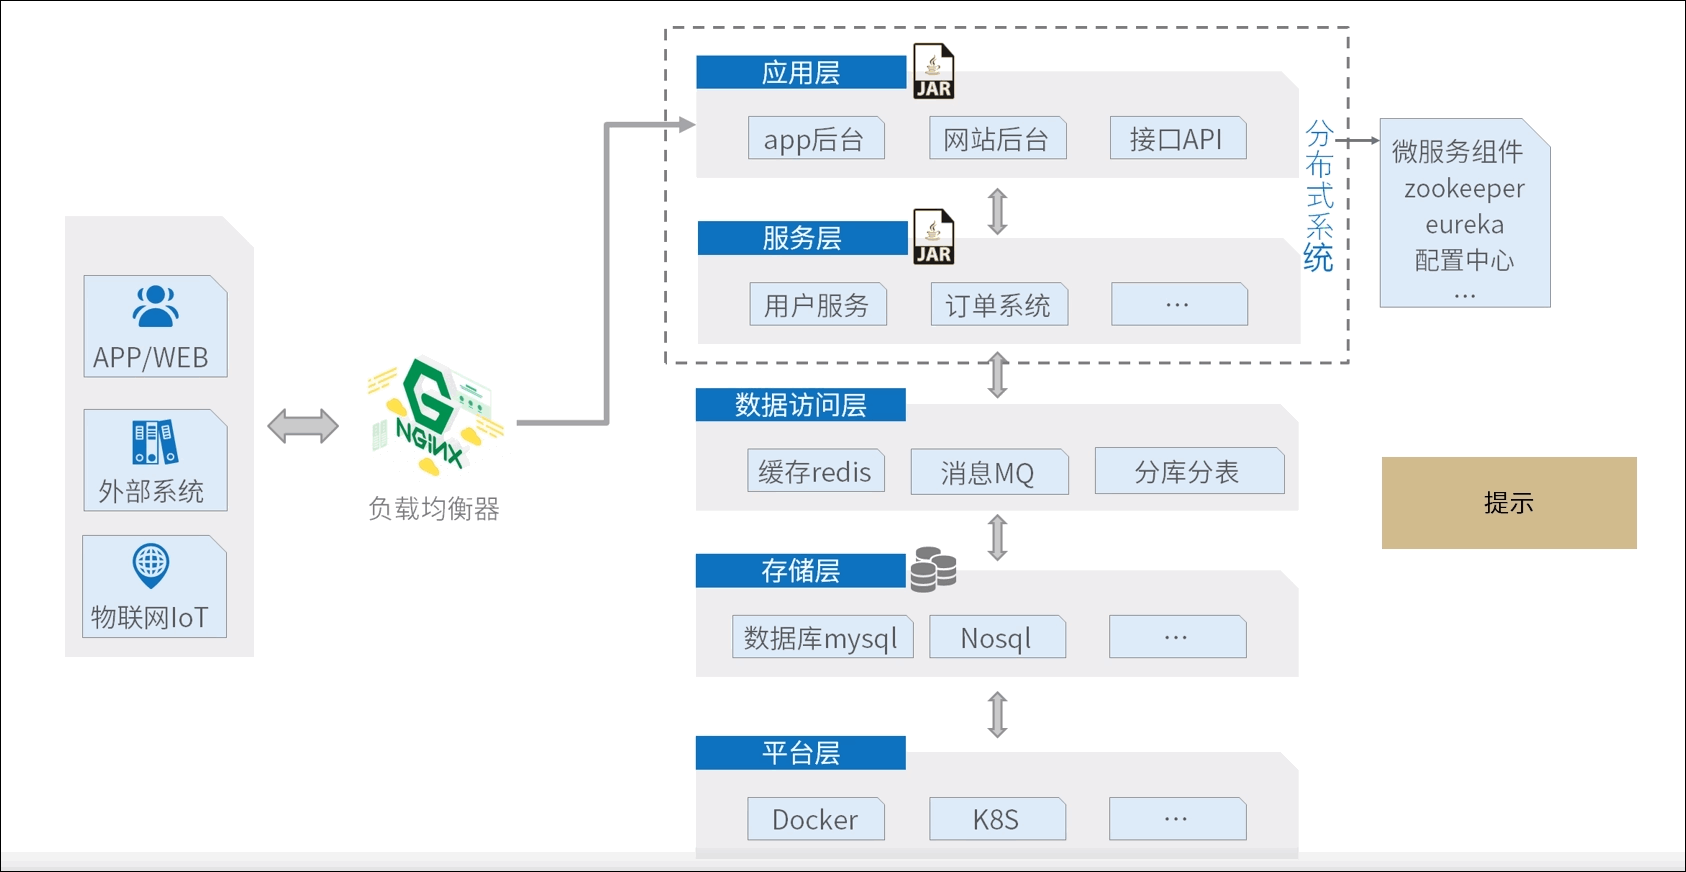 APP/WEB
外部系统
物联网IoT
NGiNX
负载均衡器
应用层
JAR
app后台
网站后台
接口API
服务层
JAR
用户服务
订单系统
...
分布式系统
微服务组件
zookeeper
eureka
配置中心
...
数据访问层
缓存redis
消息MQ
分库分表
存储层
数据库mysql
Nosql
...
平台层
Docker
K8S
...
提示